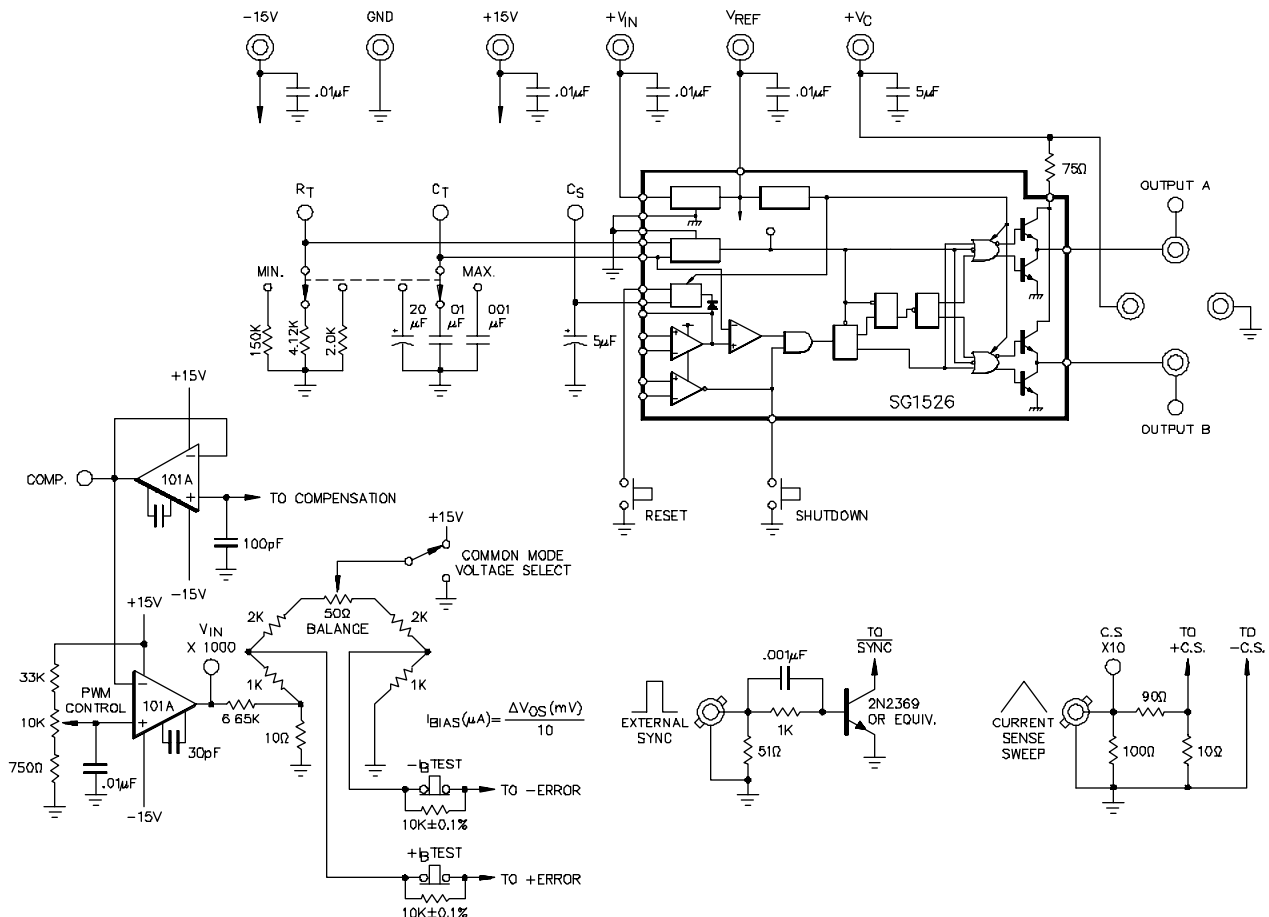 -15V
GND
+15V
+VIN
VREF
+VC
.01µF
.01µF
.01µF
.01µF
5µF
75Ω
RT
CT
CS
OUTPUT A
MIN.
MAX.
150K
4.12K
2.0K
20 µF
.01 µF
.001 µF
5µF
SG1526
OUTPUT B
+15V
COMP.
101A
TO COMPENSATION
100pF
-15V
RESET
SHUTDOWN
+15V
COMMON MODE
VOLTAGE SELECT
50Ω
BALANCE
2K
2K
1K
1K
+15V
VIN
X 1000
33K
PWM
CONTROL
10K
101A
6 65K
10Ω
750Ω
.01µF
30pF
-15V
IBIAS(µA)=ΔVOS(mV)
10
-IB TEST
TO -ERROR
10K±0.1%
+IB TEST
TO +ERROR
10K±0.1%
TO
SYNC
.001µF
2N2369
OR EQUIV.
EXTERNAL
SYNC
1K
51Ω
C.S.
X10
TO
+C.S.
TO
-C.S.
90Ω
CURRENT
SENSE
SWEEP
100Ω
10Ω